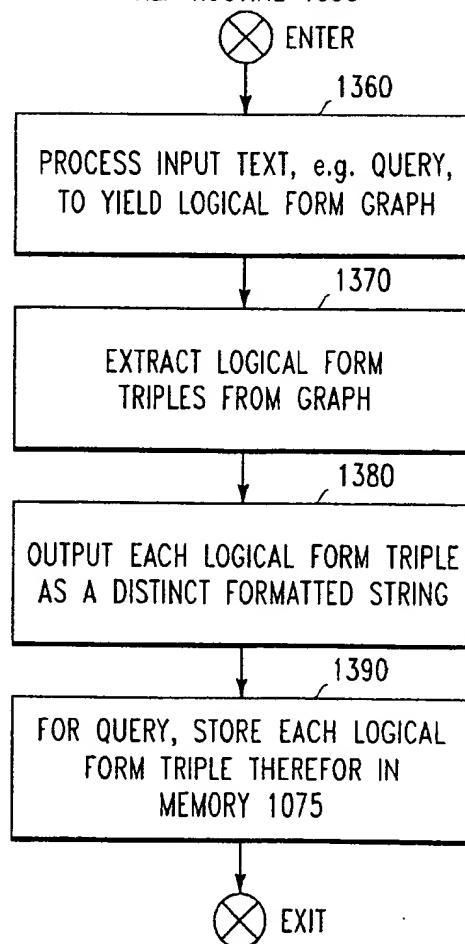 ENTER
1360
PROCESS INPUT TEXT, e.g. QUERY,
TO YIELD LOGICAL FORM GRAPH
1370
EXTRACT LOGICAL FORM
TRIPLES FROM GRAPH
1380
OUTPUT EACH LOGICAL FORM TRIPLE
AS A DISTINCT FORMATTED STRING
1390
FOR QUERY, STORE EACH LOGICAL
FORM TRIPLE THEREFOR IN
MEMORY 1075
EXIT